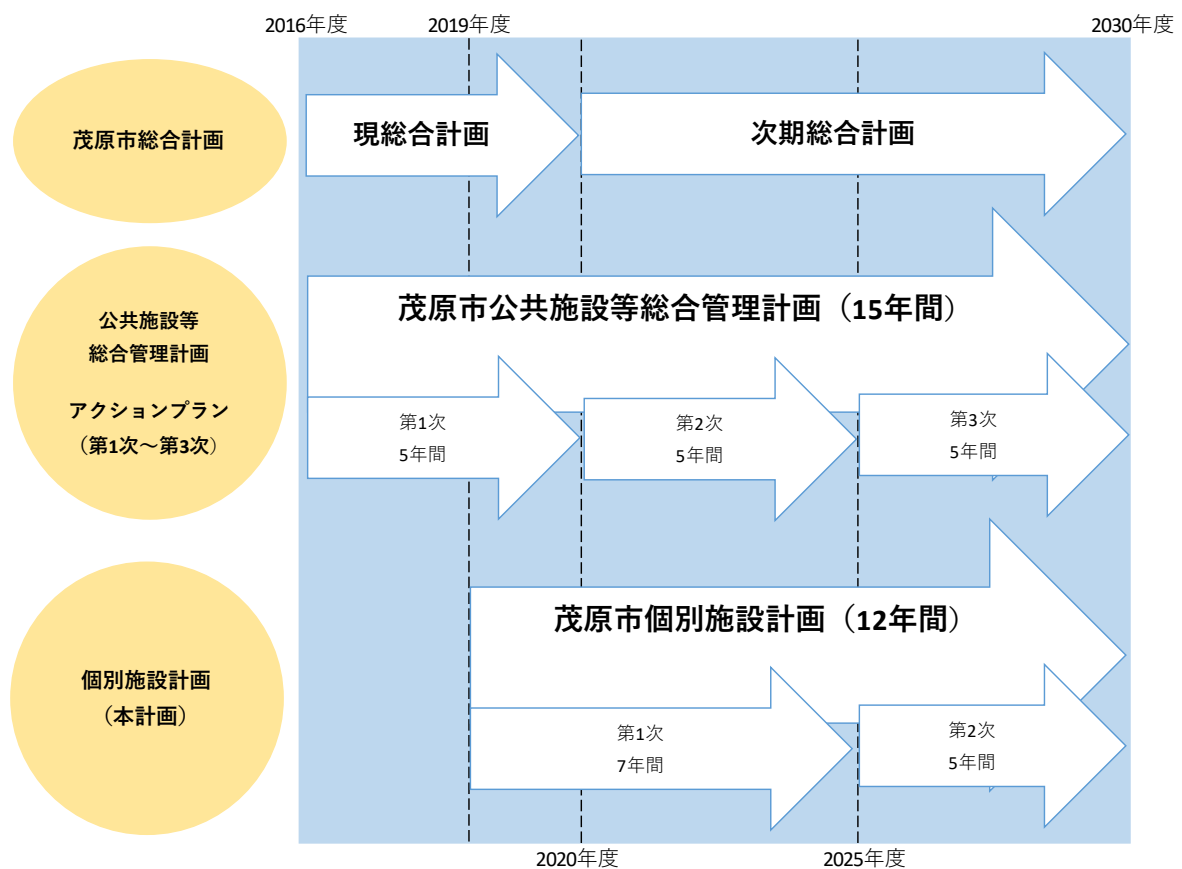 2016年度
2019年度
2030年度
茂原市総合計画
現総合計画
次期総合計画
公共施設等
総合管理計画
アクションプラン
（第1次～第3次）
茂原市公共施設等総合管理計画（15年間）
第1次
5年間
第2次
5年間
第3次
5年間
個別施設計画
（本計画）
茂原市個別施設計画（12年間）
第1次
7年間
第2次
5年間
2020年度
2025年度